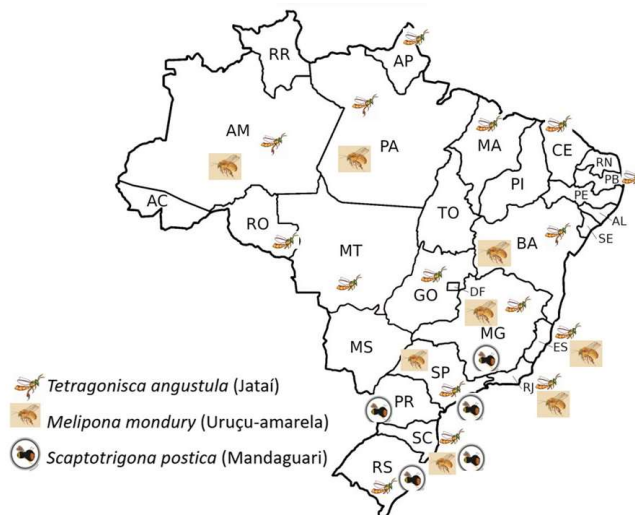 RR
AP
AM
PA
MA
CE
RN
PB
PE
AL
SE
PI
AC
RO
TO
BA
MT
GO
DF
MG
ES
MS
SP
RJ
PR
SC
RS
Tetragonisca angustula (Jataí)
Melipona mondury (Uruçu-amarela)
Scaptotrigona postica (Mandaguari)